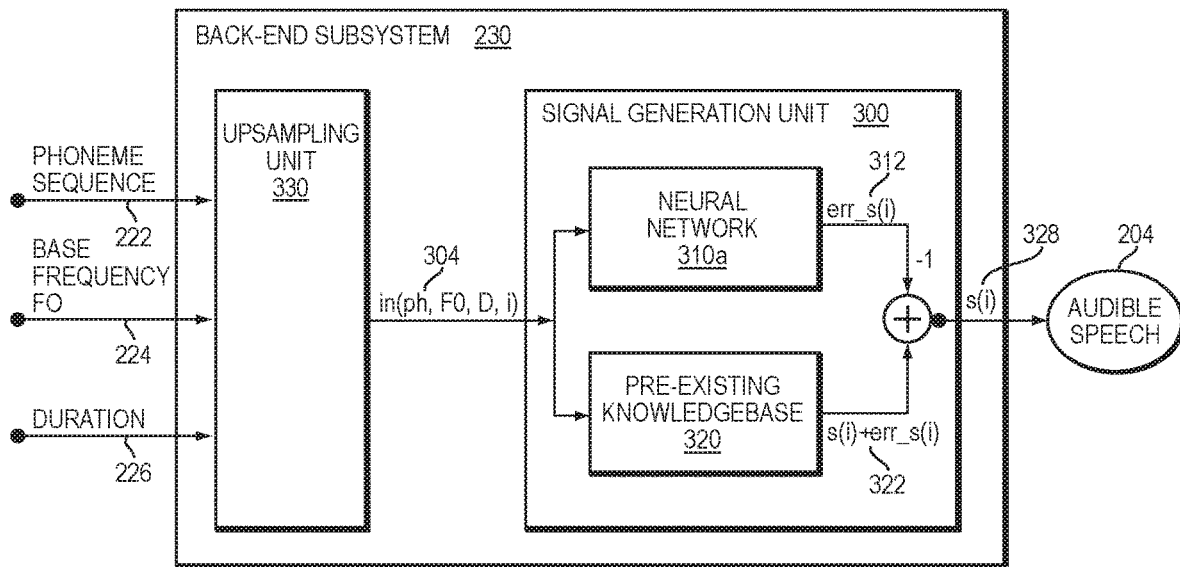 BACK-END SUBSYSTEM 230
UPSAMPLING
UNIT
330
PHONEME
SEQUENCE
222
BASE
FREQUENCY
FO
224
DURATION
226
304
in(ph, F0, D, i)
SIGNAL GENERATION UNIT 300
NEURAL
NETWORK
310a
312
err_s(i)
-1
+
PRE-EXISTING
KNOWLEDGEBASE
320
s(i)+err_s(i)
322
328
s(i)
204
AUDIBLE
SPEECH